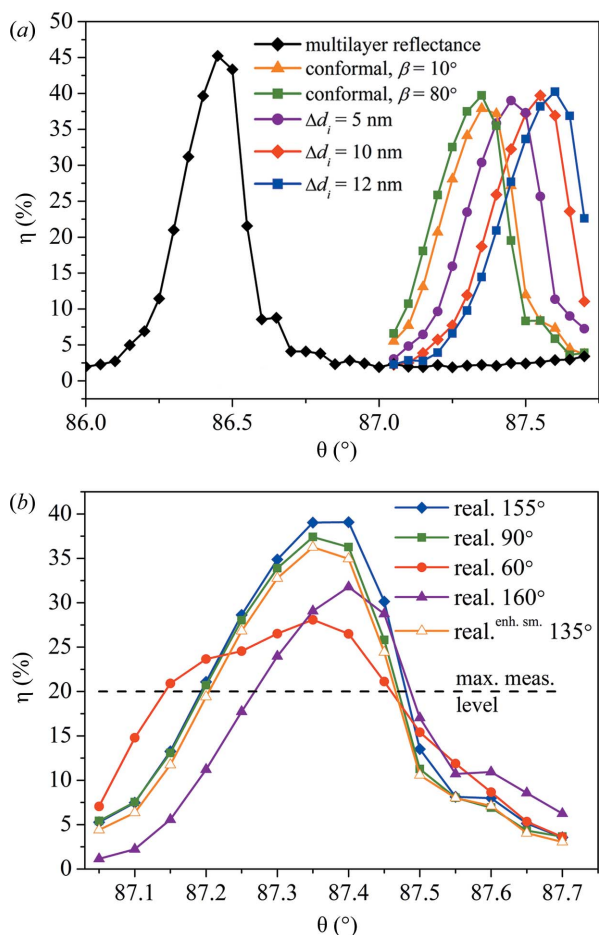 (a)
50
45
40
35
30
25
20
15
10
5
0
η (%)
multilayer reflectance
conformal, β = 10°
conformal, β = 80°
Δdᵢ = 5 nm
Δdᵢ = 10 nm
Δdᵢ = 12 nm
86.0 86.5 87.0 87.5
θ (°)
(b)
40
35
30
25
20
15
10
5
0
η (%)
real. 155°
real. 90°
real. 60°
real. 160°
real.enh. sm. 135°
max. meas.
level
87.1 87.2 87.3 87.4 87.5 87.6 87.7
θ (°)